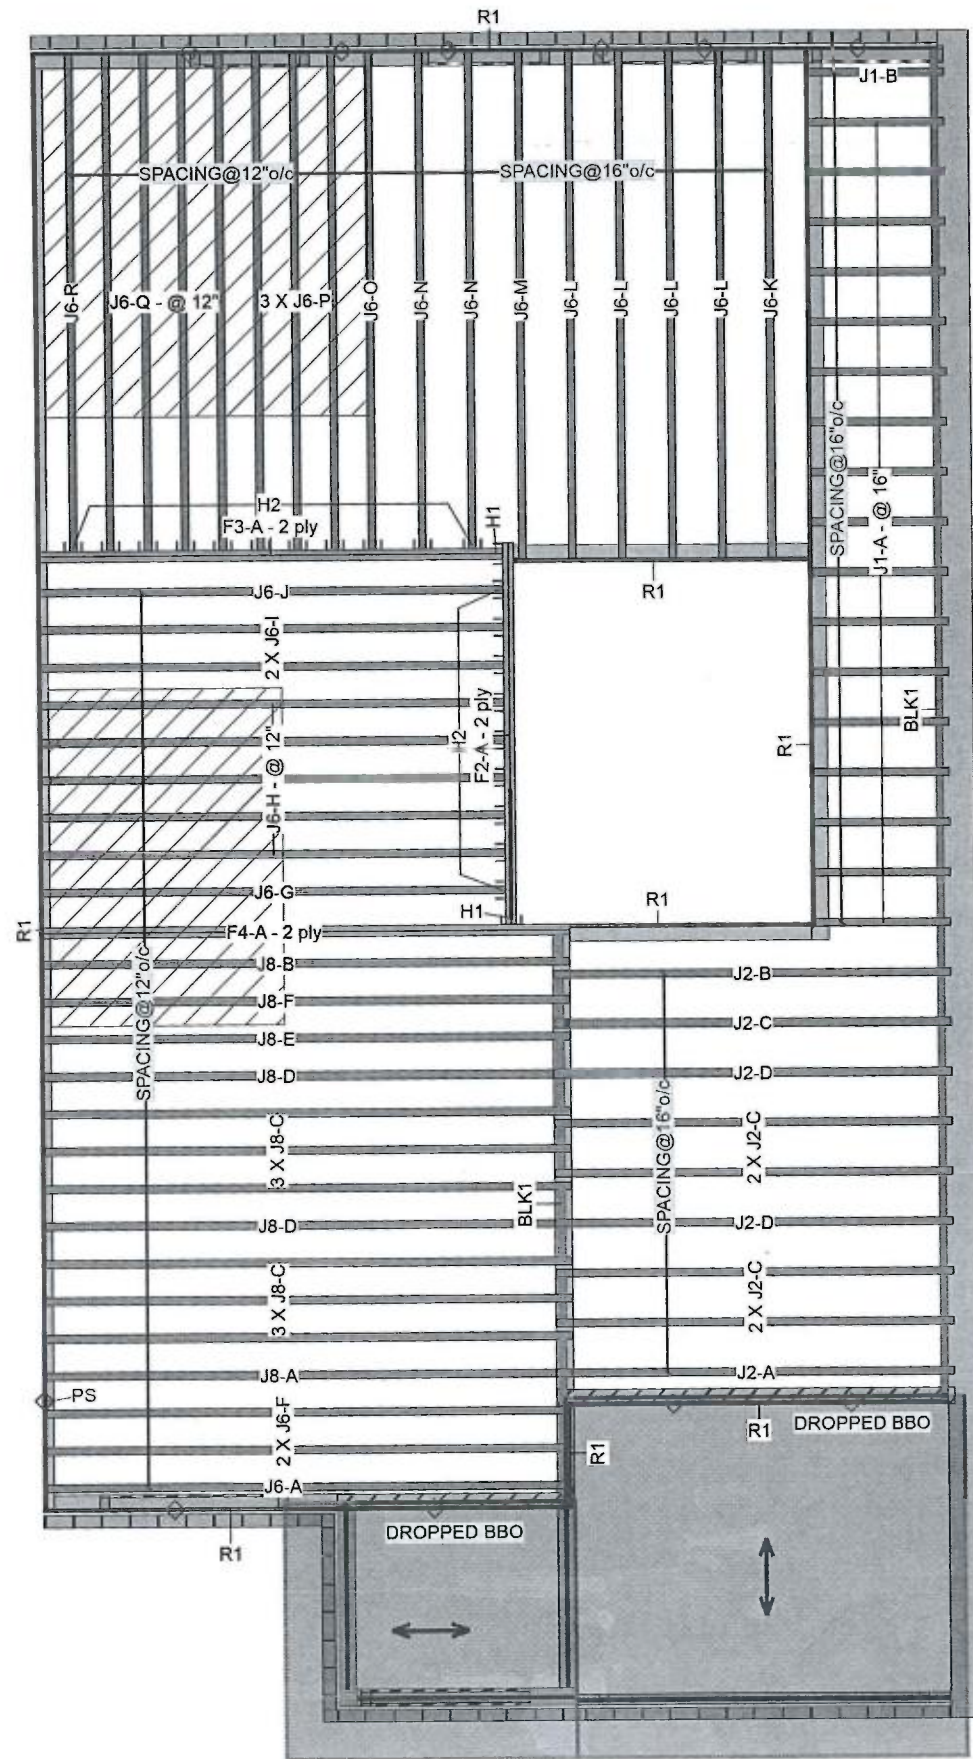 R1
J1-B
SPACING@12"o/c
SPACING@16"o/c
J6-R
J6-Q - @ 12"
3 X J6-P
J6-O
J6-N
J6-N
J6-M
J6-L
J6-L
J6-L
J6-L
J6-K
SPACING@16"o/c
J1-A - @ 16"
H2
F3-A - 2 ply
H1
J6-J
R1
2 X J6-I
H2
F2-A - 2 ply
J6-H - @ 12"
R1
BLK1
J6-G
H1
R1
R1
F4-A - 2 ply
J8-B
J2-B
SPACING@12"o/c
J8-F
J2-C
J8-E
J8-D
J2-D
3 X J8-C
SPACING@16"o/c
2 X J2-C
BLK1
J8-D
J2-D
3 X J8-C
2 X J2-C
J8-A
J2-A
PS
2 X J6-F
R1
DROPPED BBO
R1
J6-A
DROPPED BBO
R1